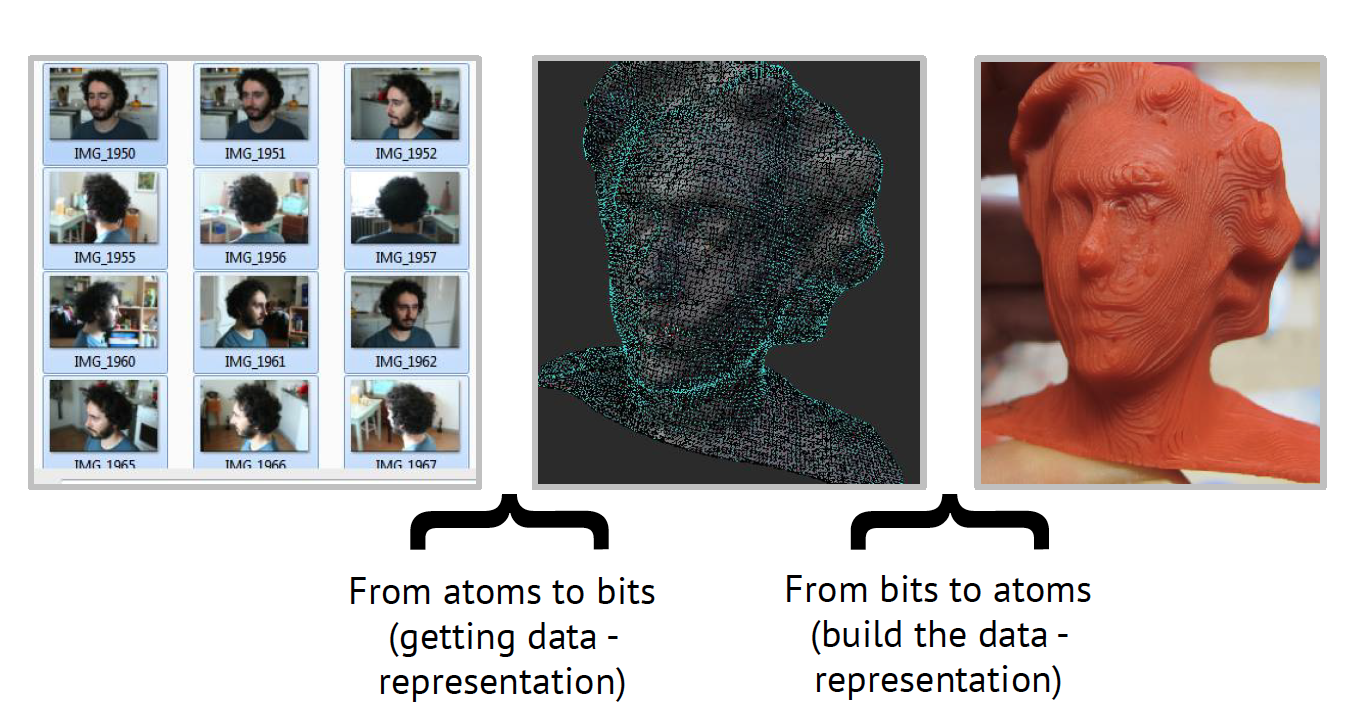 IMG_1950 IMG_1951 IMG_1952
IMG_1955 IMG_1956 IMG_1957
IMG_1960 IMG_1961 IMG_1962
IMG_1965 IMG_1966 IMG_1967
From atoms to bits
(getting data -
representation)
From bits to atoms
(build the data -
representation)